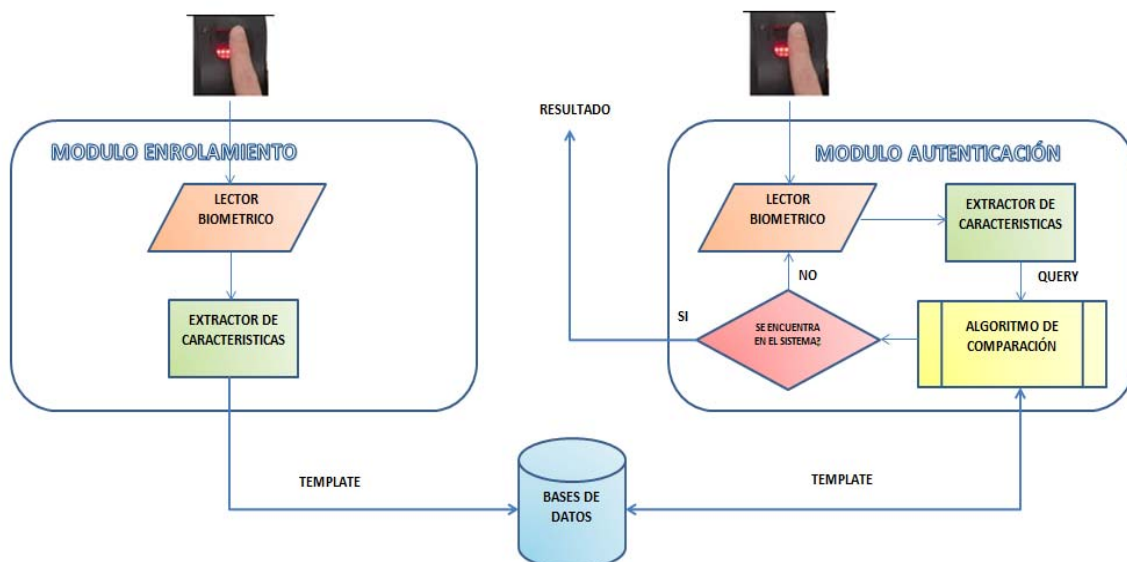 RESULTADO
MODULO ENROLAMIENTO
LECTOR
BIOMETRICO
EXTRACTOR DE
CARACTERISTICAS
TEMPLATE
BASES DE
DATOS
MODULO AUTENTICACIÓN
LECTOR
BIOMETRICO
EXTRACTOR DE
CARACTERISTICAS
QUERY
ALGORITMO DE
COMPARACIÓN
SE ENCUENTRA
EN EL SISTEMA?
NO
SI
TEMPLATE